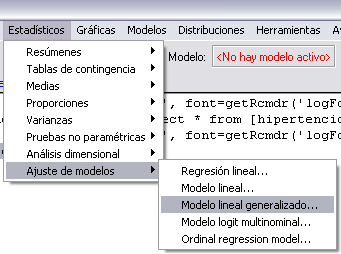 Estadísticos Gráficas Modelos Distribuciones Herramientas
Modelo: <No hay modelo activo>
Resúmenes
Tablas de contingencia
Medias
Proporciones
Varianzas
Pruebas no paramétricas
Análisis dimensional
Ajuste de modelos
', font=getRcmdr('logFo
ect * from [hipertencio
', font=getRcmdr('logFo
Regresión lineal...
Modelo lineal...
Modelo lineal generalizado...
Modelo logit multinominal...
Ordinal regression model...